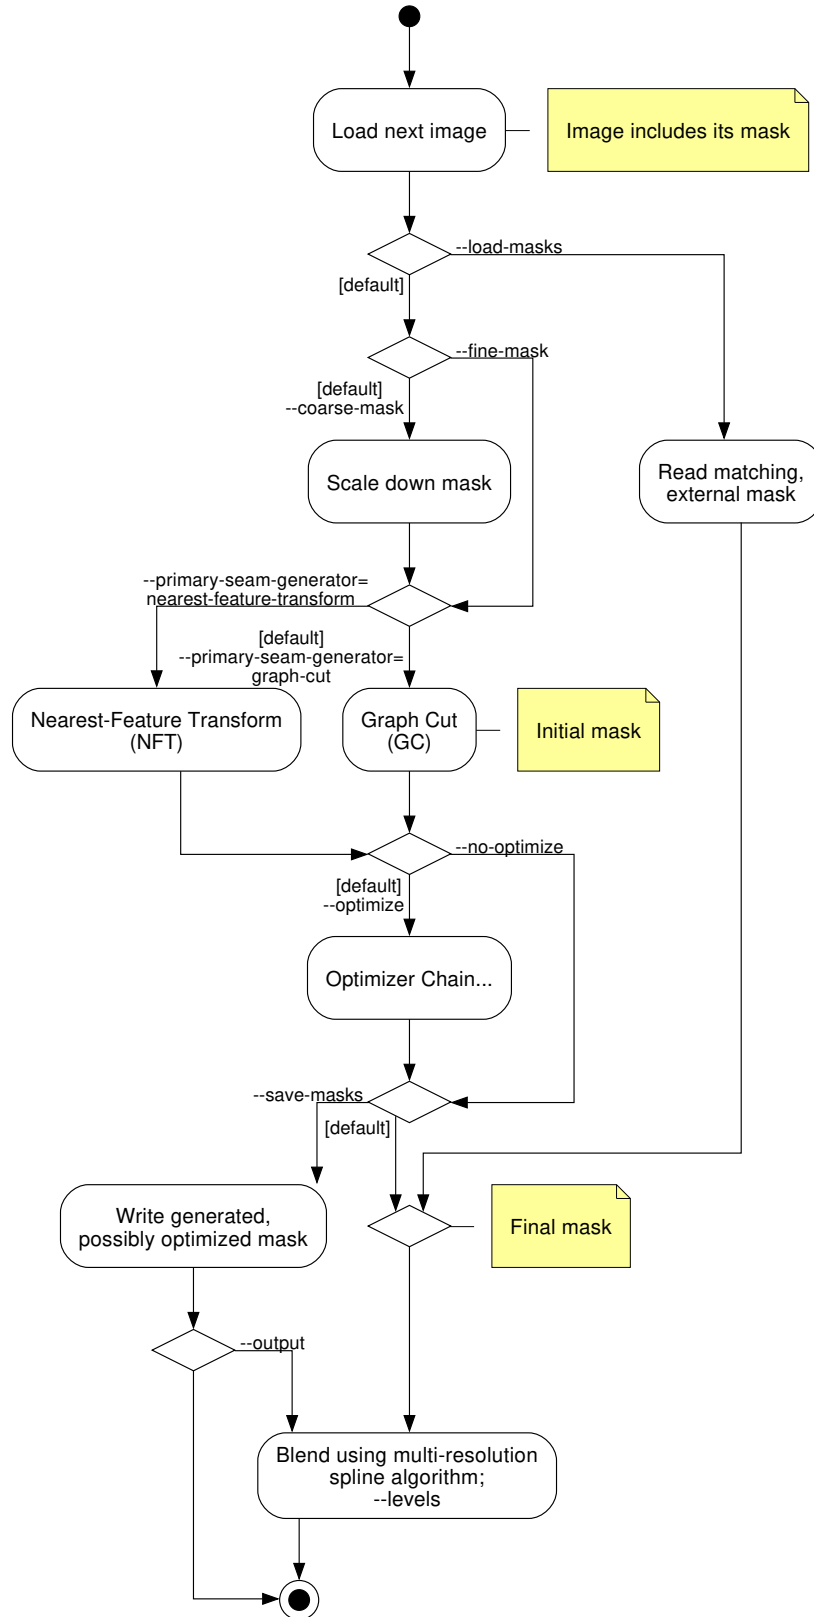 Load next image
Image includes its mask
--load-masks
[default]
--fine-mask
[default]
--coarse-mask
Scale down mask
Read matching,
external mask
--primary-seam-generator=
nearest-feature-transform
[default]
--primary-seam-generator=
graph-cut
Nearest-Feature Transform
(NFT)
Graph Cut
(GC)
Initial mask
--no-optimize
[default]
--optimize
Optimizer Chain...
--save-masks
[default]
Write generated,
possibly optimized mask
Final mask
--output
Blend using multi-resolution
spline algorithm;
--levels